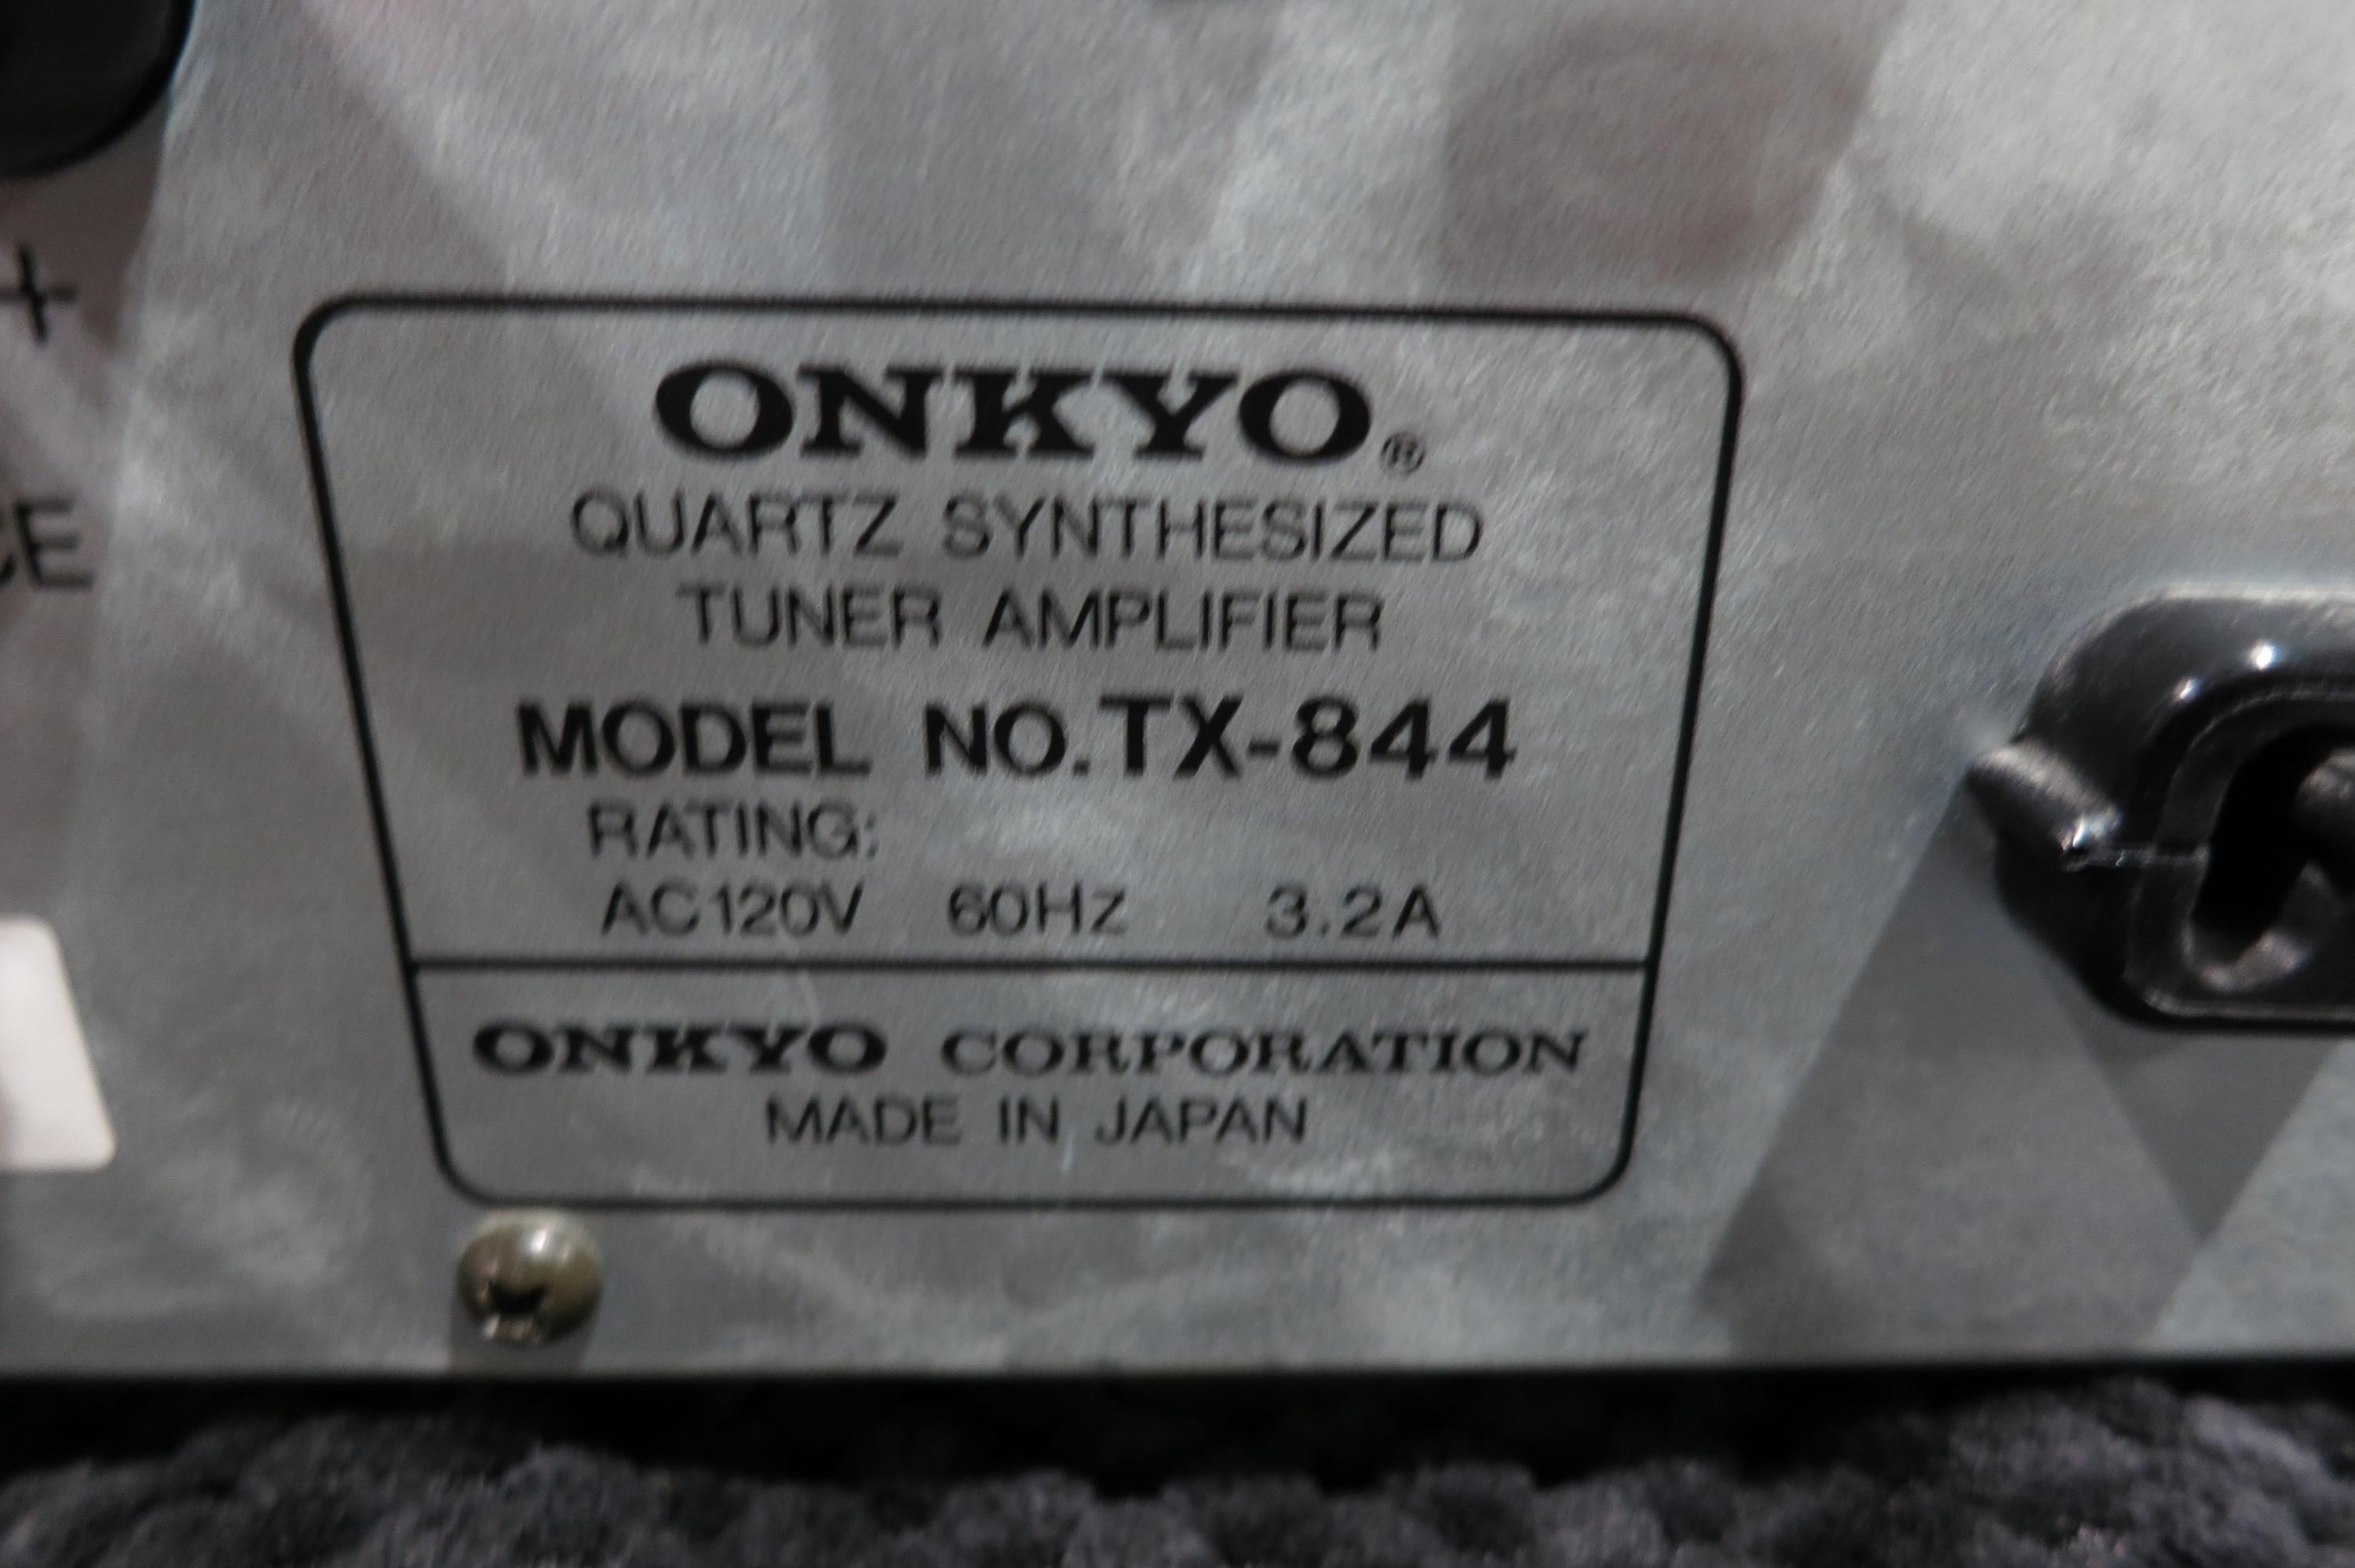 +
CE
ONKYO®
QUARTZ SYNTHESIZED
TUNER AMPLIFIER
MODEL NO.TX-844
RATING:
AC120V 60Hz 3.2A
ONKYO CORPORATION
MADE IN JAPAN